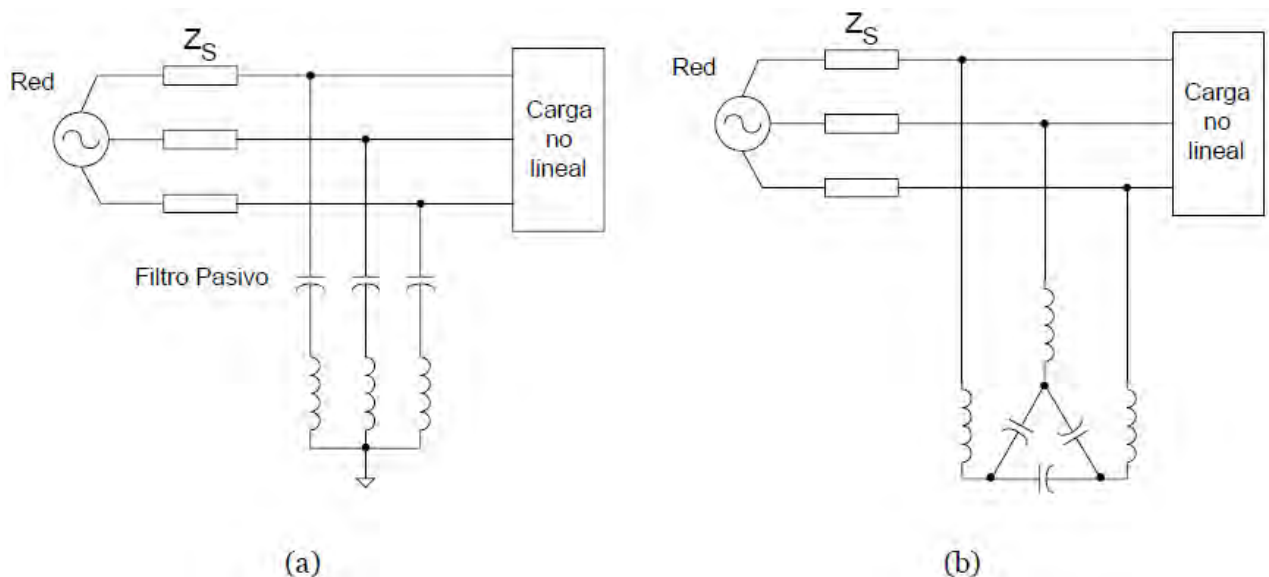 Z_S
Red
Carga
no
lineal
Filtro Pasivo
(a)
Z_S
Red
Carga
no
lineal
(b)